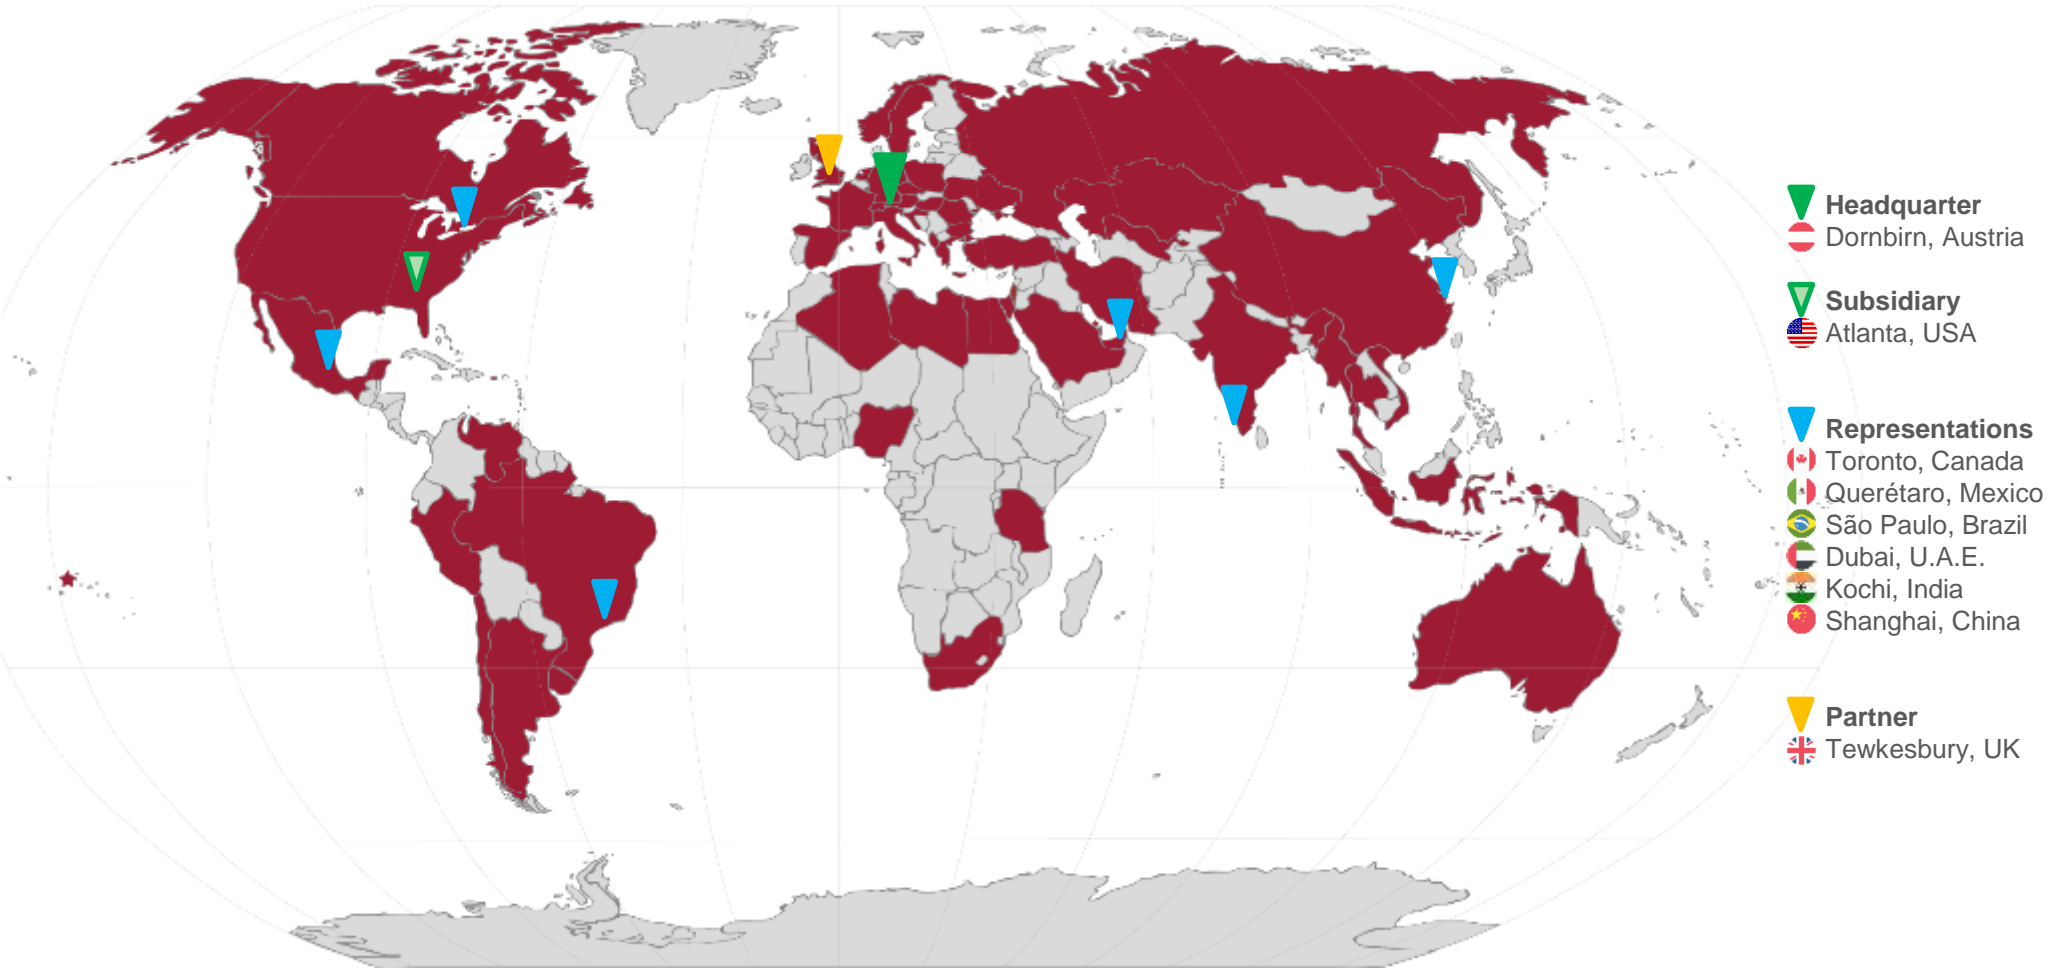 Headquarter
Dornbirn, Austria
Subsidiary
Atlanta, USA
Representations
Toronto, Canada
Querétaro, Mexico
São Paulo, Brazil
Dubai, U.A.E.
Kochi, India
Shanghai, China
Partner
Tewkesbury, UK